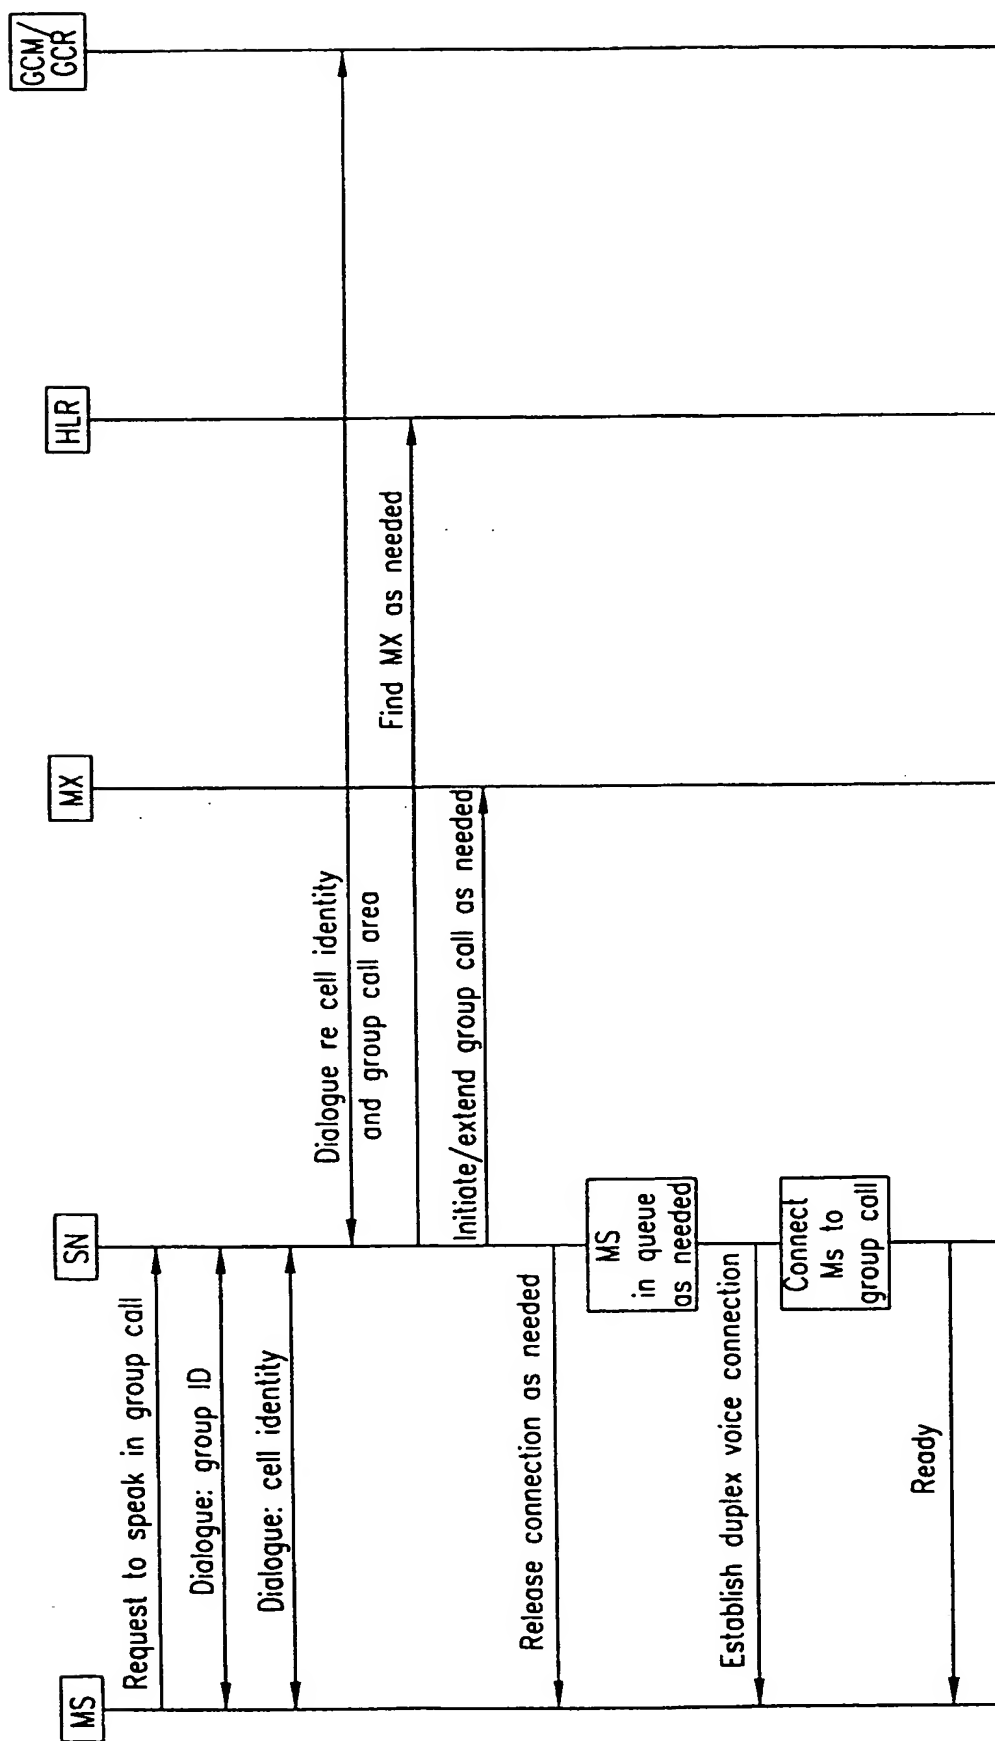 MS
SN
MX
HLR
GCM/
GCR
Request to speak in group call
Dialogue: group ID
Dialogue: cell identity
Dialogue re cell identity
and group call area
Find MX as needed
Initiate/extend group call as needed
Release connection as needed
MS
in queue
as needed
Establish duplex voice connection
Connect
Ms to
group call
Ready